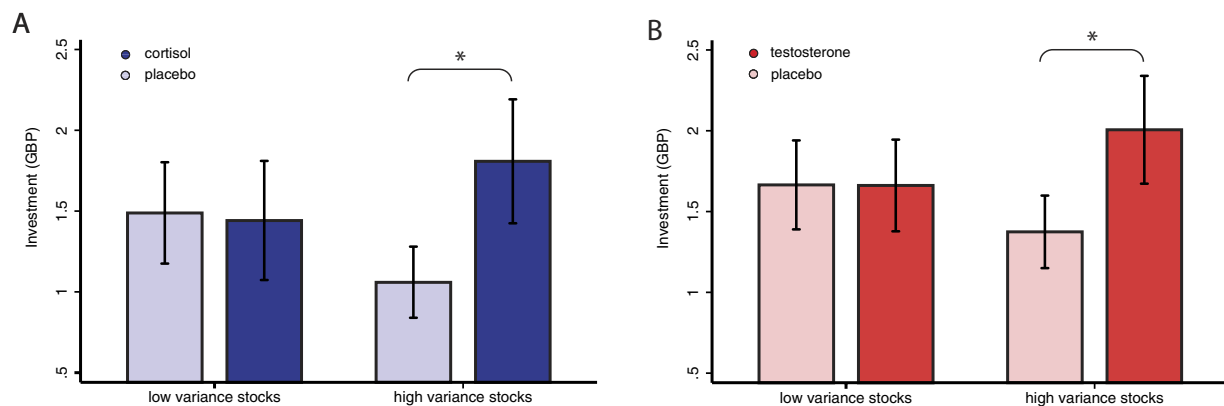 A
cortisol
placebo
*
Investment (GBP)
2.5
2
1.5
1
.5
low variance stocks
high variance stocks
B
testosterone
placebo
*
Investment (GBP)
2.5
2
1.5
1
.5
low variance stocks
high variance stocks